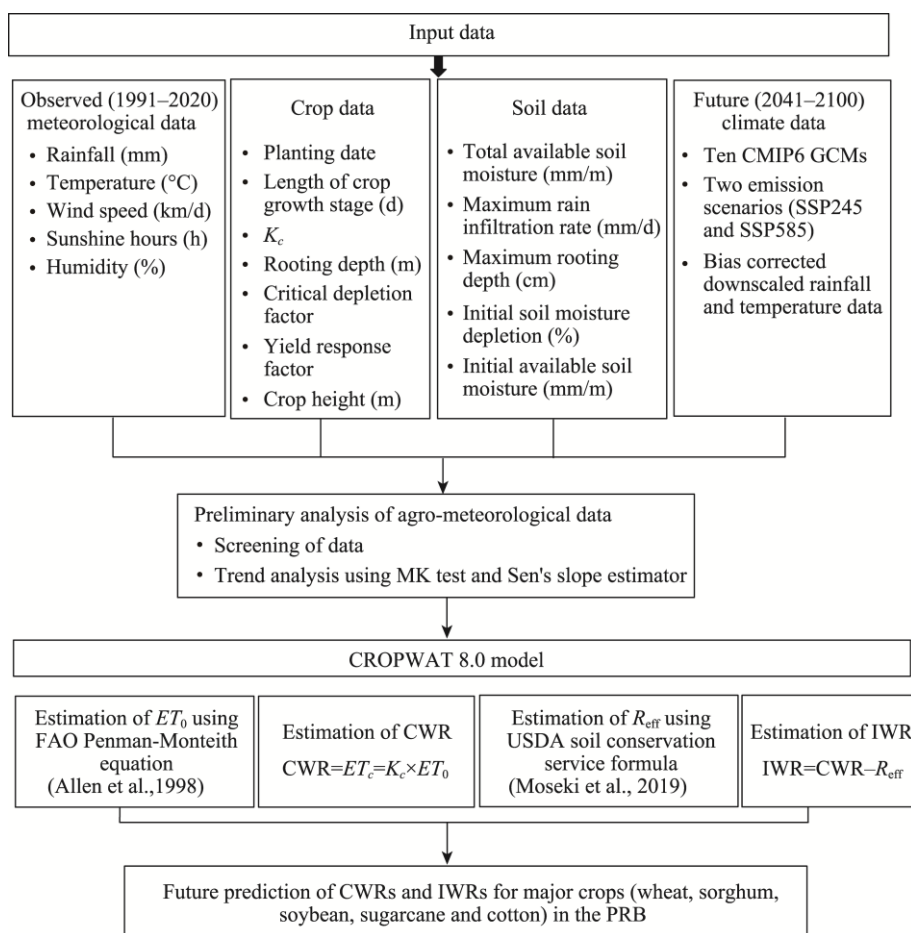 Input data
Observed (1991–2020)
meteorological data
• Rainfall (mm)
• Temperature (°C)
• Wind speed (km/d)
• Sunshine hours (h)
• Humidity (%)
Crop data
• Planting date
• Length of crop
growth stage (d)
• Kc
• Rooting depth (m)
• Critical depletion
factor
• Yield response
factor
• Crop height (m)
Soil data
• Total available soil
moisture (mm/m)
• Maximum rain
infiltration rate (mm/d)
• Maximum rooting
depth (cm)
• Initial soil moisture
depletion (%)
• Initial available soil
moisture (mm/m)
Future (2041–2100)
climate data
• Ten CMIP6 GCMs
• Two emission
scenarios (SSP245
and SSP585)
• Bias corrected
downscaled rainfall
and temperature data
Preliminary analysis of agro-meteorological data
• Screening of data
• Trend analysis using MK test and Sen's slope estimator
CROPWAT 8.0 model
Estimation of ET0 using
FAO Penman-Monteith
equation
(Allen et al.,1998)
Estimation of CWR
CWR=ETc=Kc×ET0
Estimation of Reff using
USDA soil conservation
service formula
(Moseki et al., 2019)
Estimation of IWR
IWR=CWR–Reff
Future prediction of CWRs and IWRs for major crops (wheat, sorghum,
soybean, sugarcane and cotton) in the PRB